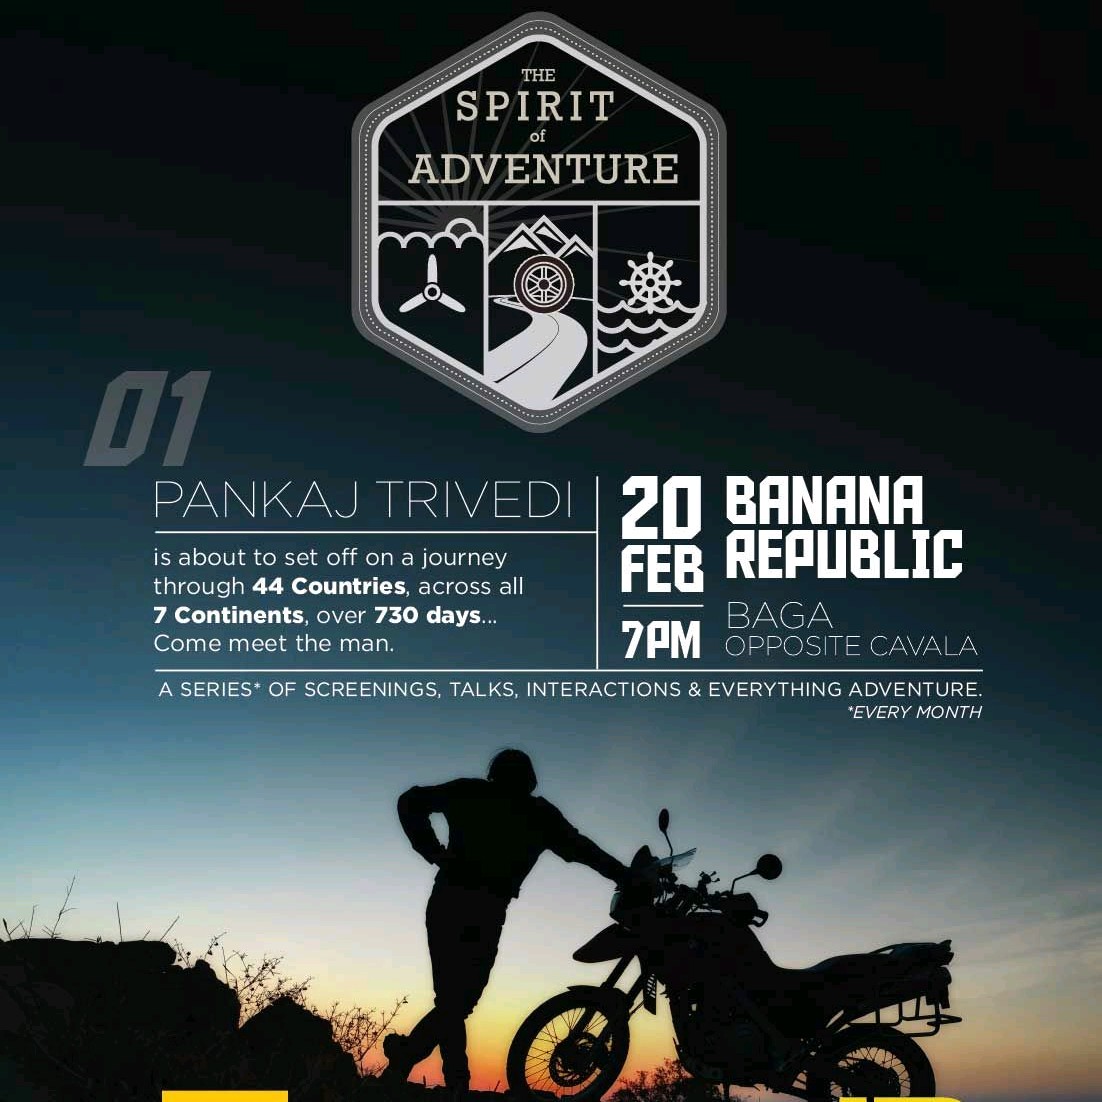 THE
SPIRIT
of
ADVENTURE
01
PANKAJ TRIVEDI
is about to set off on a journey
through 44 Countries, across all
7 Continents, over 730 days...
Come meet the man.
20
FEB
7PM
BANANA
REPUBLIC
BAGA
OPPOSITE CAVALA
A SERIES* OF SCREENINGS, TALKS, INTERACTIONS & EVERYTHING ADVENTURE.
*EVERY MONTH